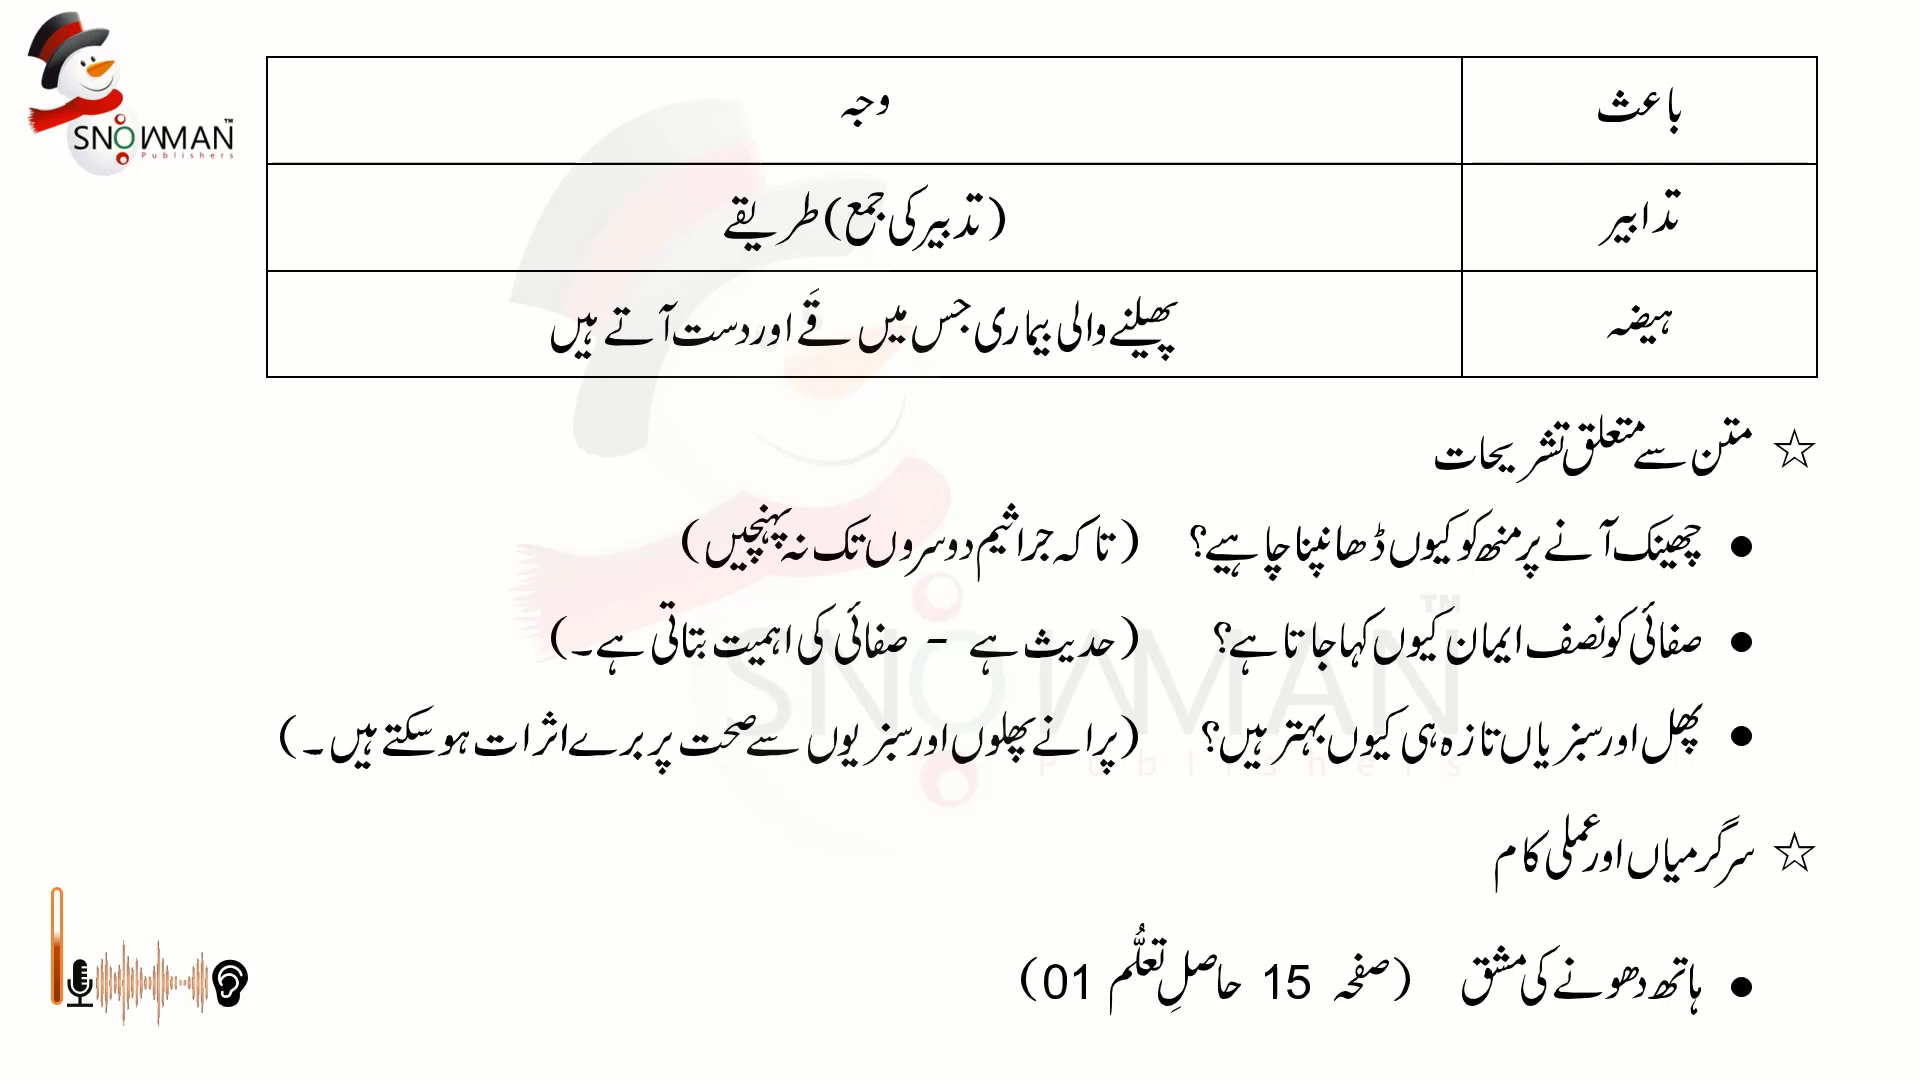 SNOWMAN™
Publishers
باعث	وجہ
تدابیر	(تدبیر کی جمع) طریقے
ہیضہ	پھیلنے والی بیماری جس میں قَے اور دست آتے ہیں
☆ متن سے متعلق تشریحات
● چھینک آنے پر منھ کو کیوں ڈھانپنا چاہیے؟ (تاکہ جراثیم دوسروں تک نہ پہنچیں)
● صفائی کو نصف ایمان کیوں کہا جاتا ہے؟ (حدیث ہے - صفائی کی اہمیت بتاتی ہے۔)
● پھل اور سبزیاں تازہ ہی کیوں بہتر ہیں؟ (پرانے پھلوں اور سبزیوں سے صحت پر برے اثرات ہو سکتے ہیں۔)
☆ سرگرمیاں اور عملی کام
● ہاتھ دھونے کی مشق (صفحہ 15 حاصلِ تعلُّم 01)